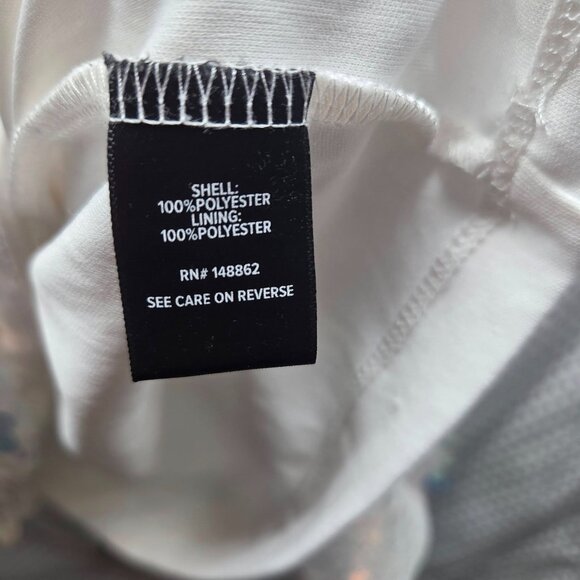 SHELL:
100%POLYESTER
LINING:
100%POLYESTER
RN# 148862
SEE CARE ON REVERSE